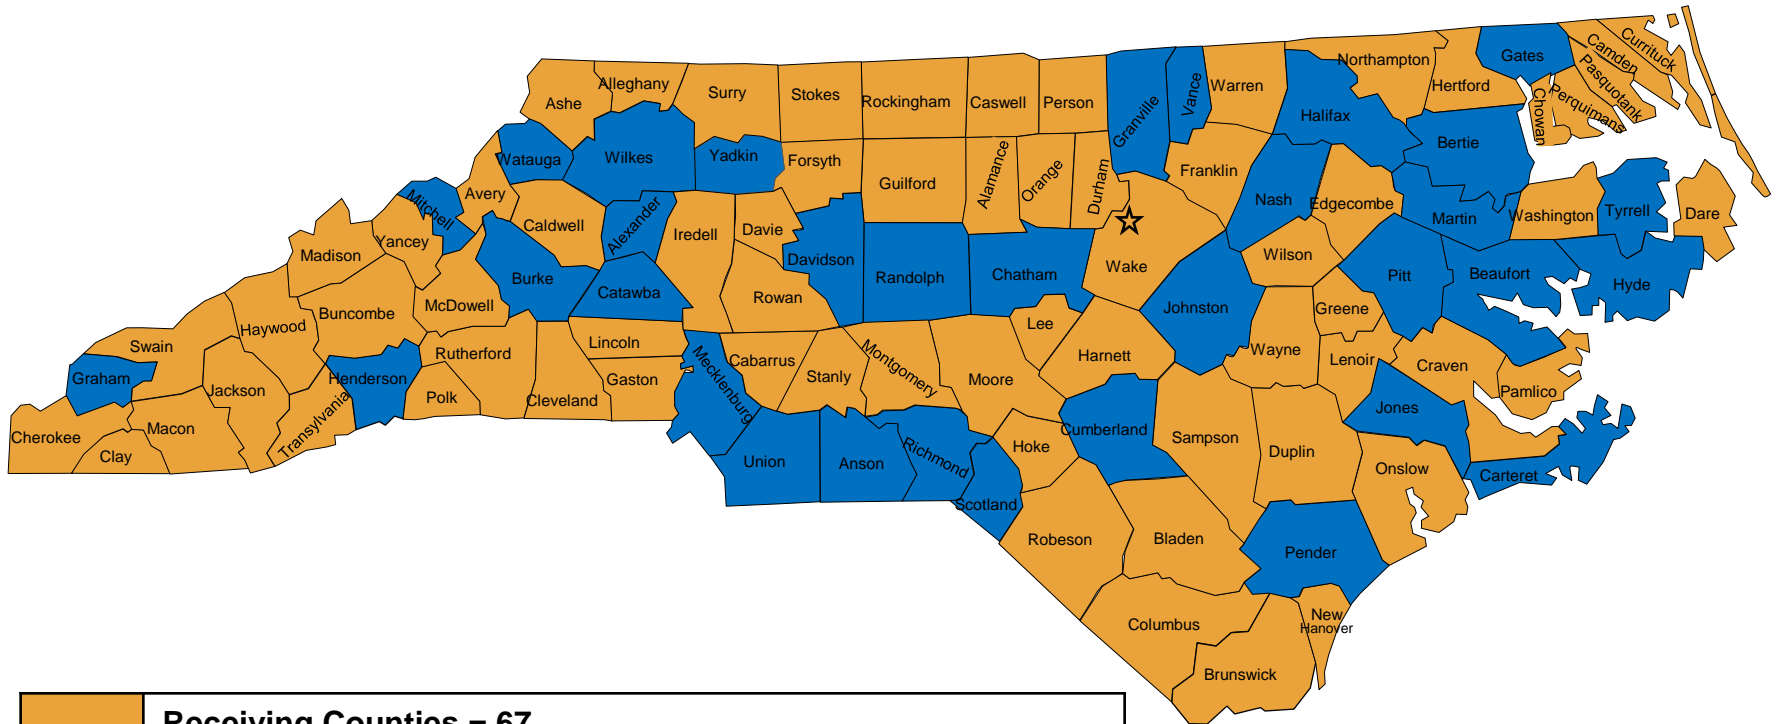 Northampton
Currituck
Camden
Gates
Pasquotank
Perquimans
Chowan
Hertford
Alleghany
Surry
Stokes
Rockingham
Caswell
Person
Granville
Vance
Warren
Halifax
Ashe
Bertie
Watauga
Wilkes
Yadkin
Forsyth
Guilford
Alamance
Orange
Durham
Franklin
Nash
Edgecombe
Martin
Washington
Tyrrell
Dare
Avery
Mitchell
Caldwell
Alexander
Iredell
Davie
Davidson
Randolph
Chatham
Wake
Wilson
Pitt
Beaufort
Hyde
Madison
Yancey
Burke
Catawba
Rowan
Johnston
Greene
Buncombe
McDowell
Haywood
Swain
Lincoln
Lee
Harnett
Wayne
Lenoir
Craven
Pamlico
Graham
Jackson
Henderson
Rutherford
Polk
Cleveland
Gaston
Mecklenburg
Cabarrus
Stanly
Montgomery
Moore
Cherokee
Clay
Macon
Transylvania
Union
Anson
Richmond
Scotland
Hoke
Cumberland
Sampson
Duplin
Jones
Onslow
Carteret
Robeson
Bladen
Pender
Columbus
New
Hanover
Brunswick
Receiving Counties = 67